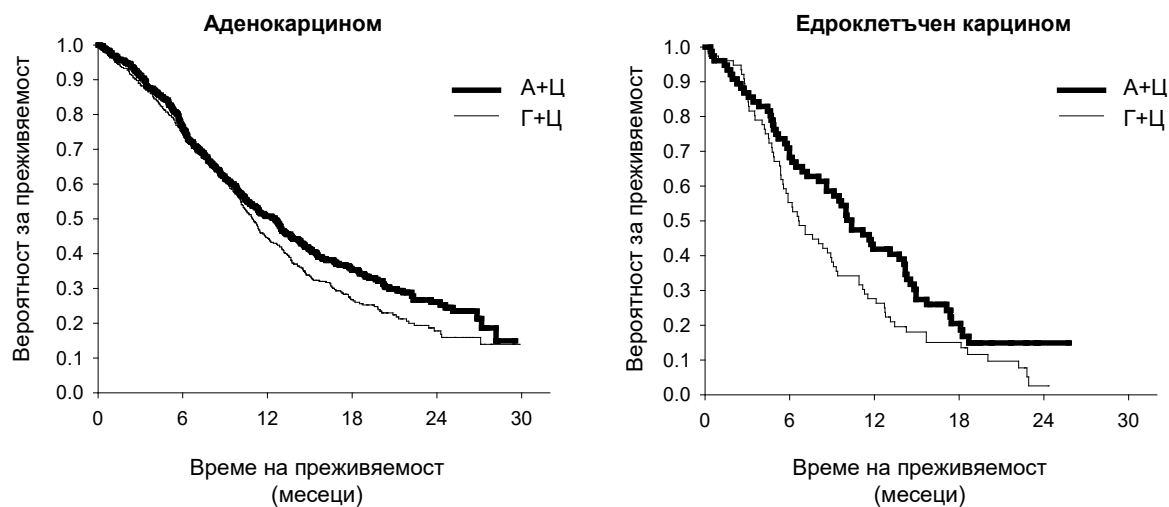 Аденокарцином
Вероятност за преживяемост
1.0
0.9
0.8
0.7
0.6
0.5
0.4
0.3
0.2
0.1
0.0
0 6 12 18 24 30
А+Ц
Г+Ц
Време на преживяемост
(месеци)
Едроклетъчен карцином
Вероятност за преживяемост
1.0
0.9
0.8
0.7
0.6
0.5
0.4
0.3
0.2
0.1
0.0
0 6 12 18 24 30
А+Ц
Г+Ц
Време на преживяемост
(месеци)